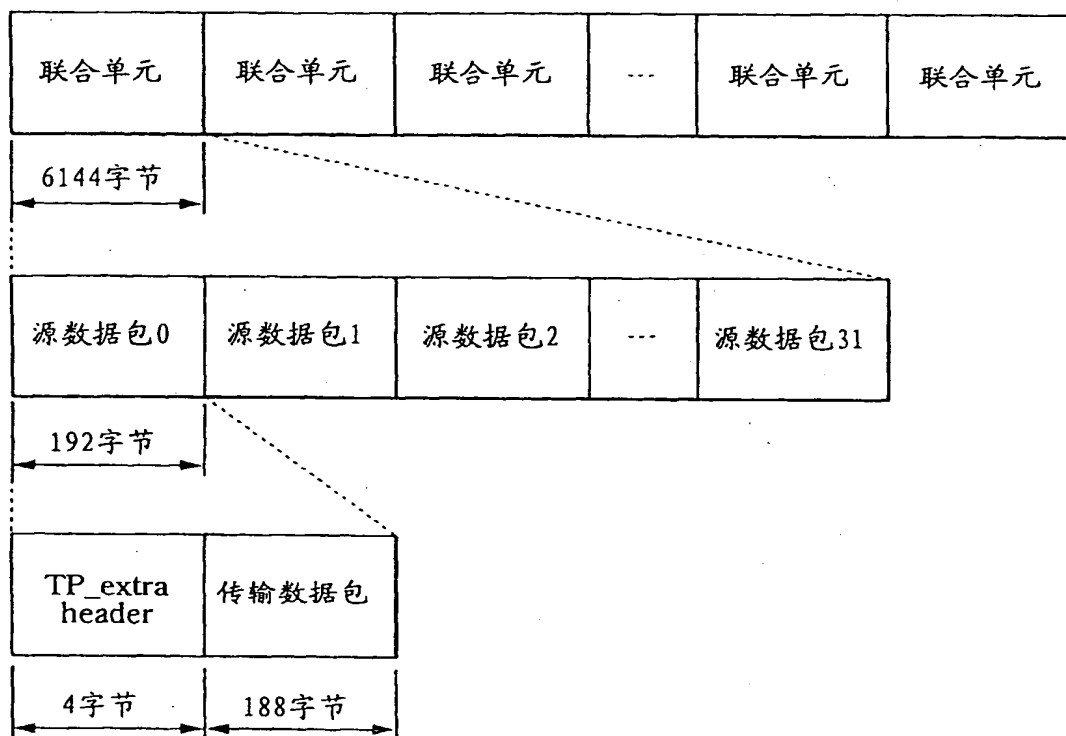 联合单元 联合单元 联合单元 --- 联合单元 联合单元
6144字节
源数据包0 源数据包1 源数据包2 --- 源数据包31
192字节
TP_extra header 传输数据包
4字节 188字节